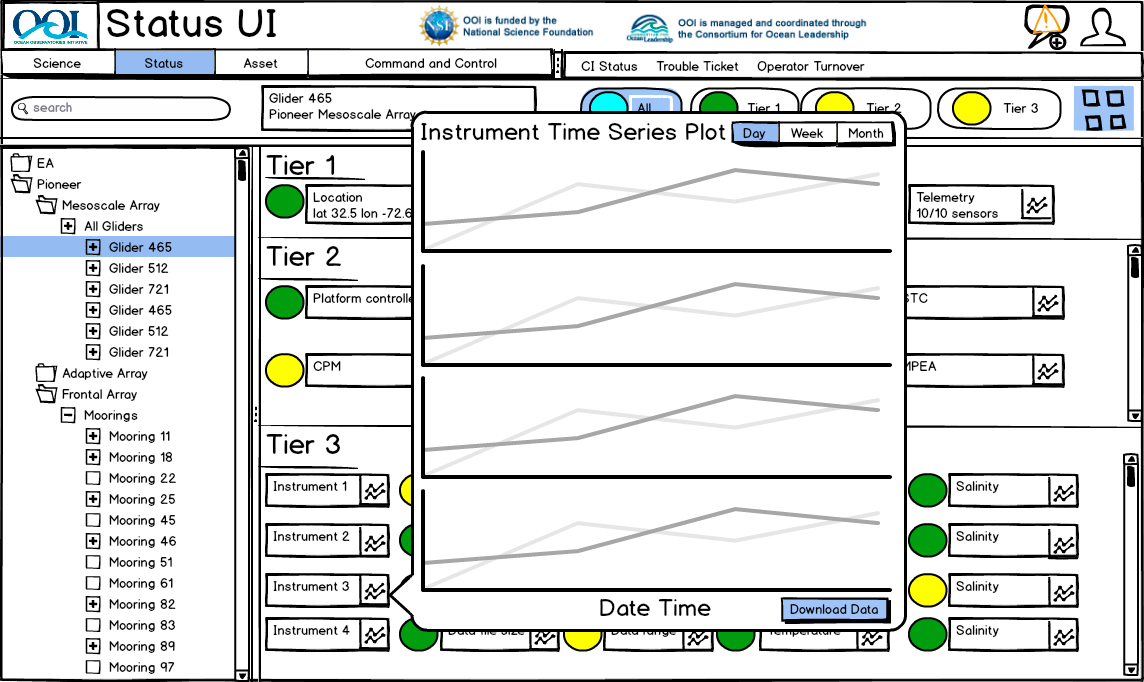 OOI
OCEAN OBSERVATORIES INITIATIVE
Status UI
NSF
OOI is funded by the
National Science Foundation
Ocean Leadership
OOI is managed and coordinated through
the Consortium for Ocean Leadership
Science
Status
Asset
Command and Control
CI Status
Trouble Ticket
Operator Turnover
search
Glider 465
Pioneer Mesoscale Array
All
Tier 1
Tier 2
Tier 3
EA
Pioneer
Mesoscale Array
All Gliders
Glider 465
Glider 512
Glider 721
Glider 465
Glider 512
Glider 721
Adaptive Array
Frontal Array
Moorings
Mooring 11
Mooring 18
Mooring 22
Mooring 25
Mooring 45
Mooring 46
Mooring 51
Mooring 61
Mooring 82
Mooring 83
Mooring 89
Mooring 97
Tier 1
Location
lat 32.5 lon -72.6
Telemetry
10/10 sensors
Tier 2
Platform controlle
STC
CPM
MPEA
Tier 3
Instrument 1
Salinity
Instrument 2
Salinity
Instrument 3
Salinity
Instrument 4
Data file size
Data range
Temperature
Salinity
Instrument Time Series Plot
Day
Week
Month
Date Time
Download Data